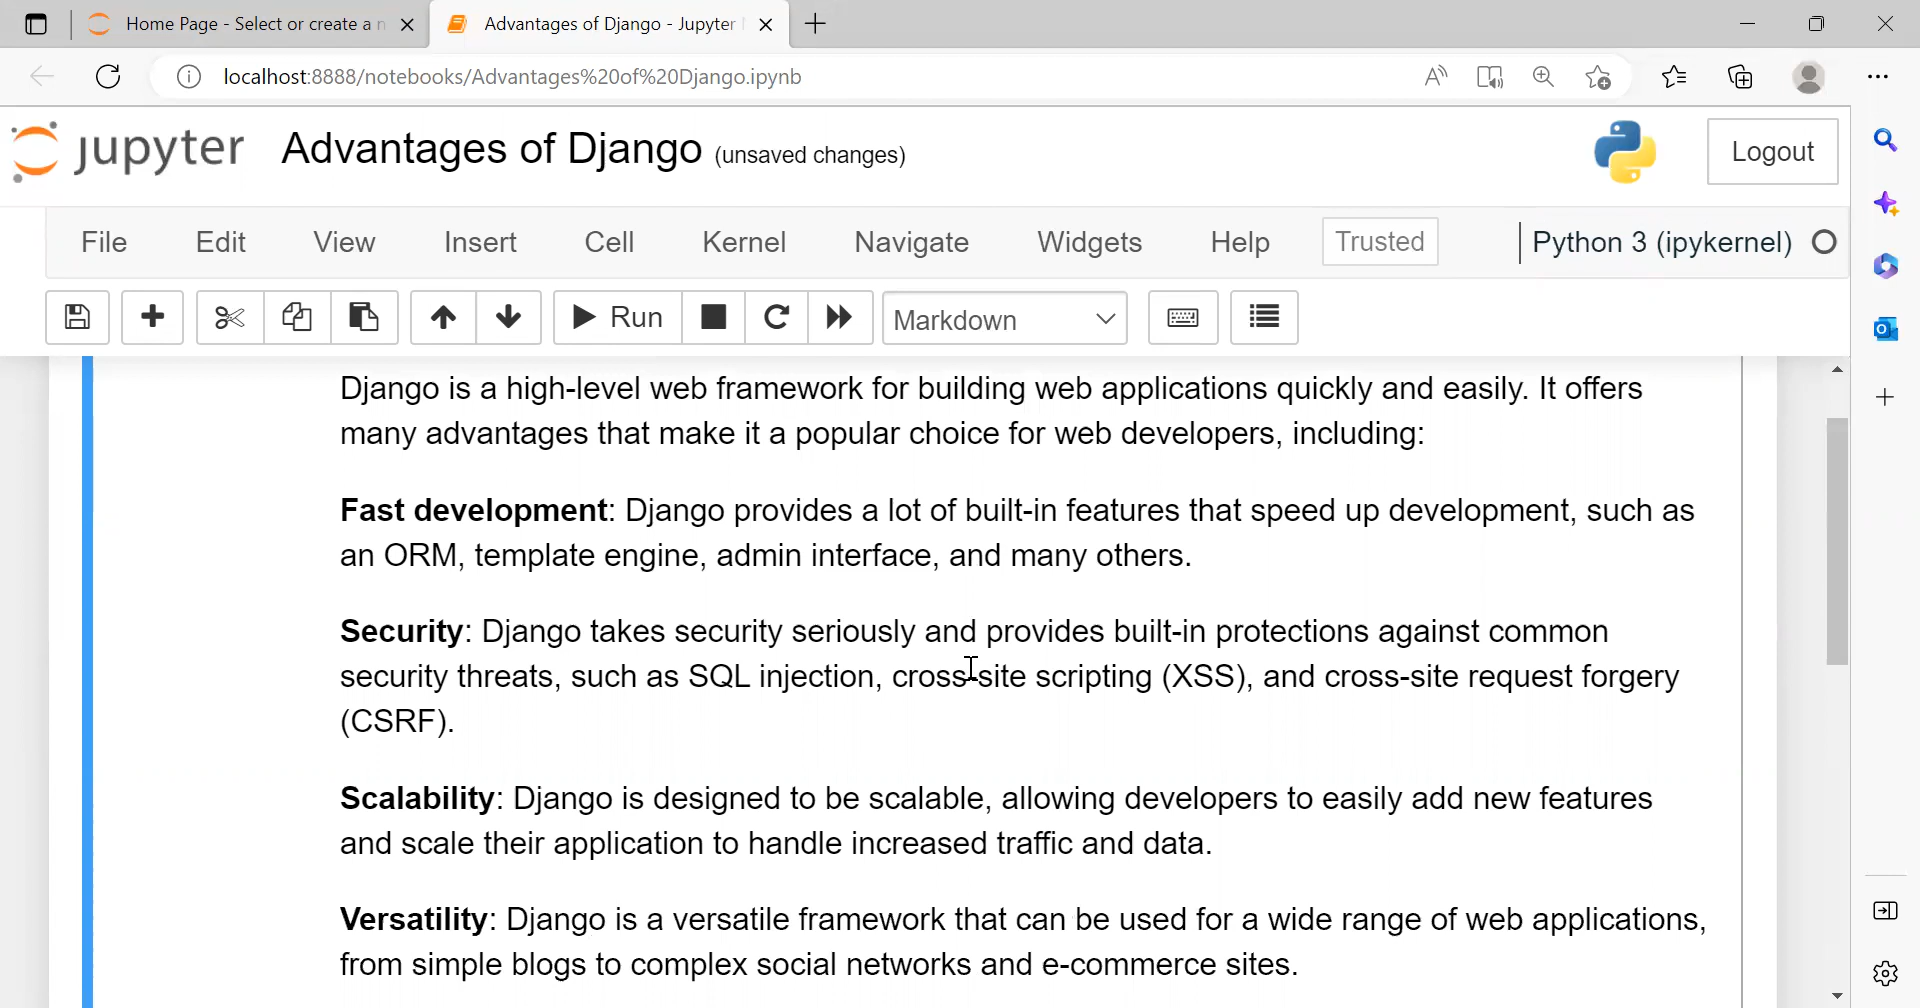 Home Page - Select or create a n
Advantages of Django - Jupyter
localhost:8888/notebooks/Advantages%20of%20Django.ipynb
jupyter Advantages of Django (unsaved changes) Logout
File Edit View Insert Cell Kernel Navigate Widgets Help Trusted Python 3 (ipykernel)
Run Markdown
Django is a high-level web framework for building web applications quickly and easily. It offers
many advantages that make it a popular choice for web developers, including:
Fast development: Django provides a lot of built-in features that speed up development, such as
an ORM, template engine, admin interface, and many others.
Security: Django takes security seriously and provides built-in protections against common
security threats, such as SQL injection, cross-site scripting (XSS), and cross-site request forgery
(CSRF).
Scalability: Django is designed to be scalable, allowing developers to easily add new features
and scale their application to handle increased traffic and data.
Versatility: Django is a versatile framework that can be used for a wide range of web applications,
from simple blogs to complex social networks and e-commerce sites.